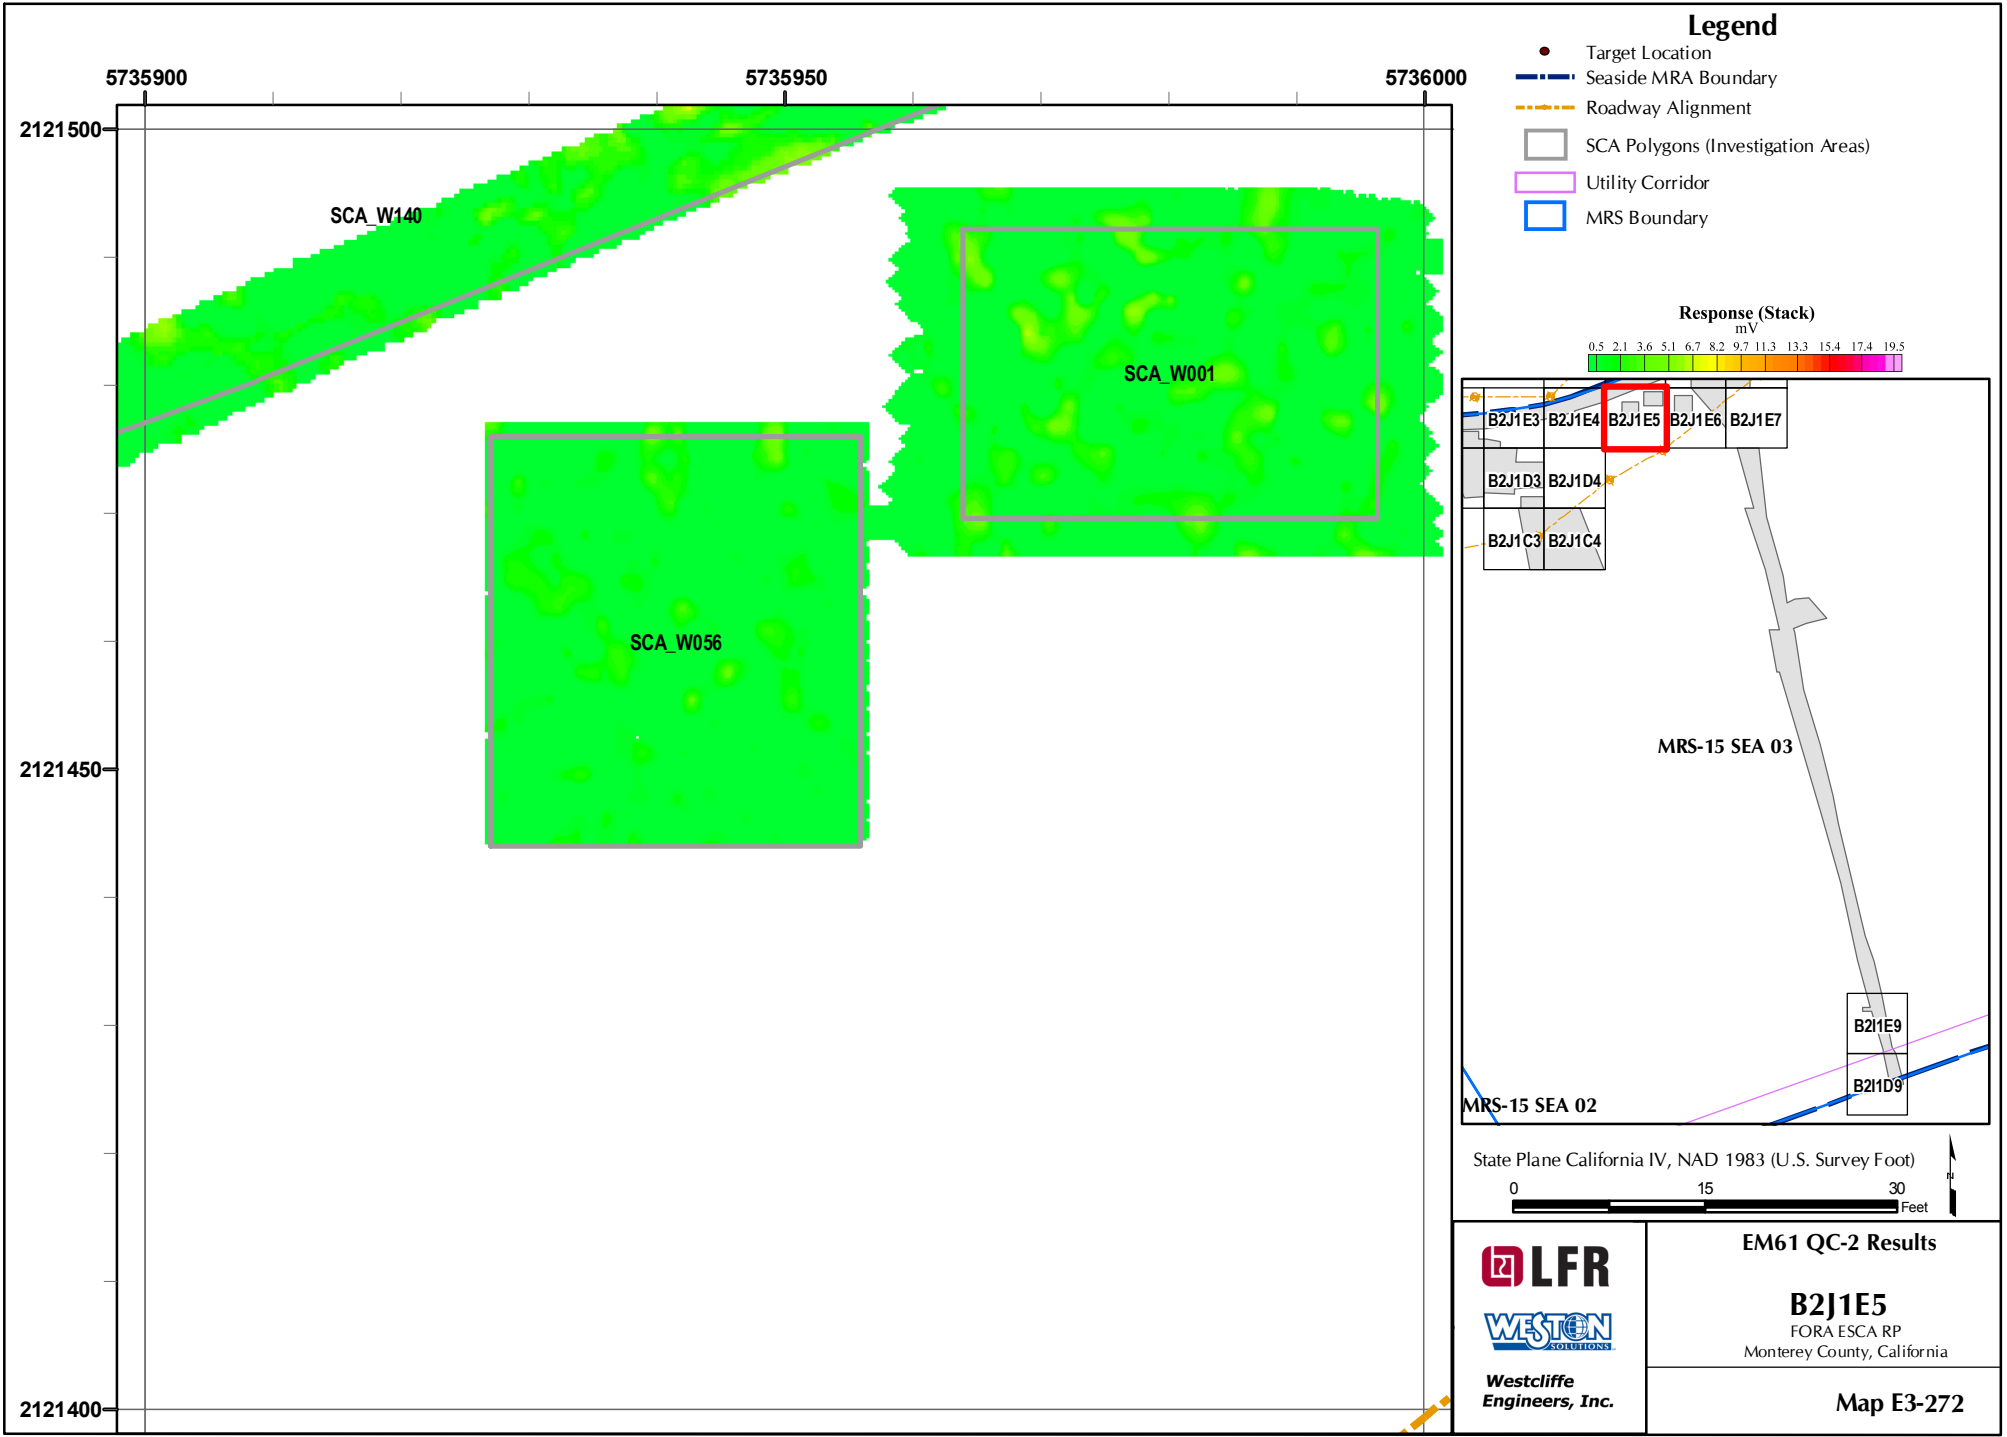 5735900 5735950 5736000
2121500
2121450
2121400
SCA_W140
SCA_W001
SCA_W056
Legend
Target Location
Seaside MRA Boundary
Roadway Alignment
SCA Polygons (Investigation Areas)
Utility Corridor
MRS Boundary
Response (Stack)
mV
0.5 2.1 3.6 5.1 6.7 8.2 9.7 11.3 13.3 15.4 17.4 19.5
B2J1E3 B2J1E4 B2J1E5 B2J1E6 B2J1E7
B2J1D3 B2J1D4
B2J1C3 B2J1C4
MRS-15 SEA 03
B2I1E9
B2I1D9
MRS-15 SEA 02
State Plane California IV, NAD 1983 (U.S. Survey Foot)
N
0 15 30
Feet
LFR
WESTON
SOLUTIONS
Westcliffe
Engineers, Inc.
EM61 QC-2 Results
B2J1E5
FORA ESCA RP
Monterey County, California
Map E3-272